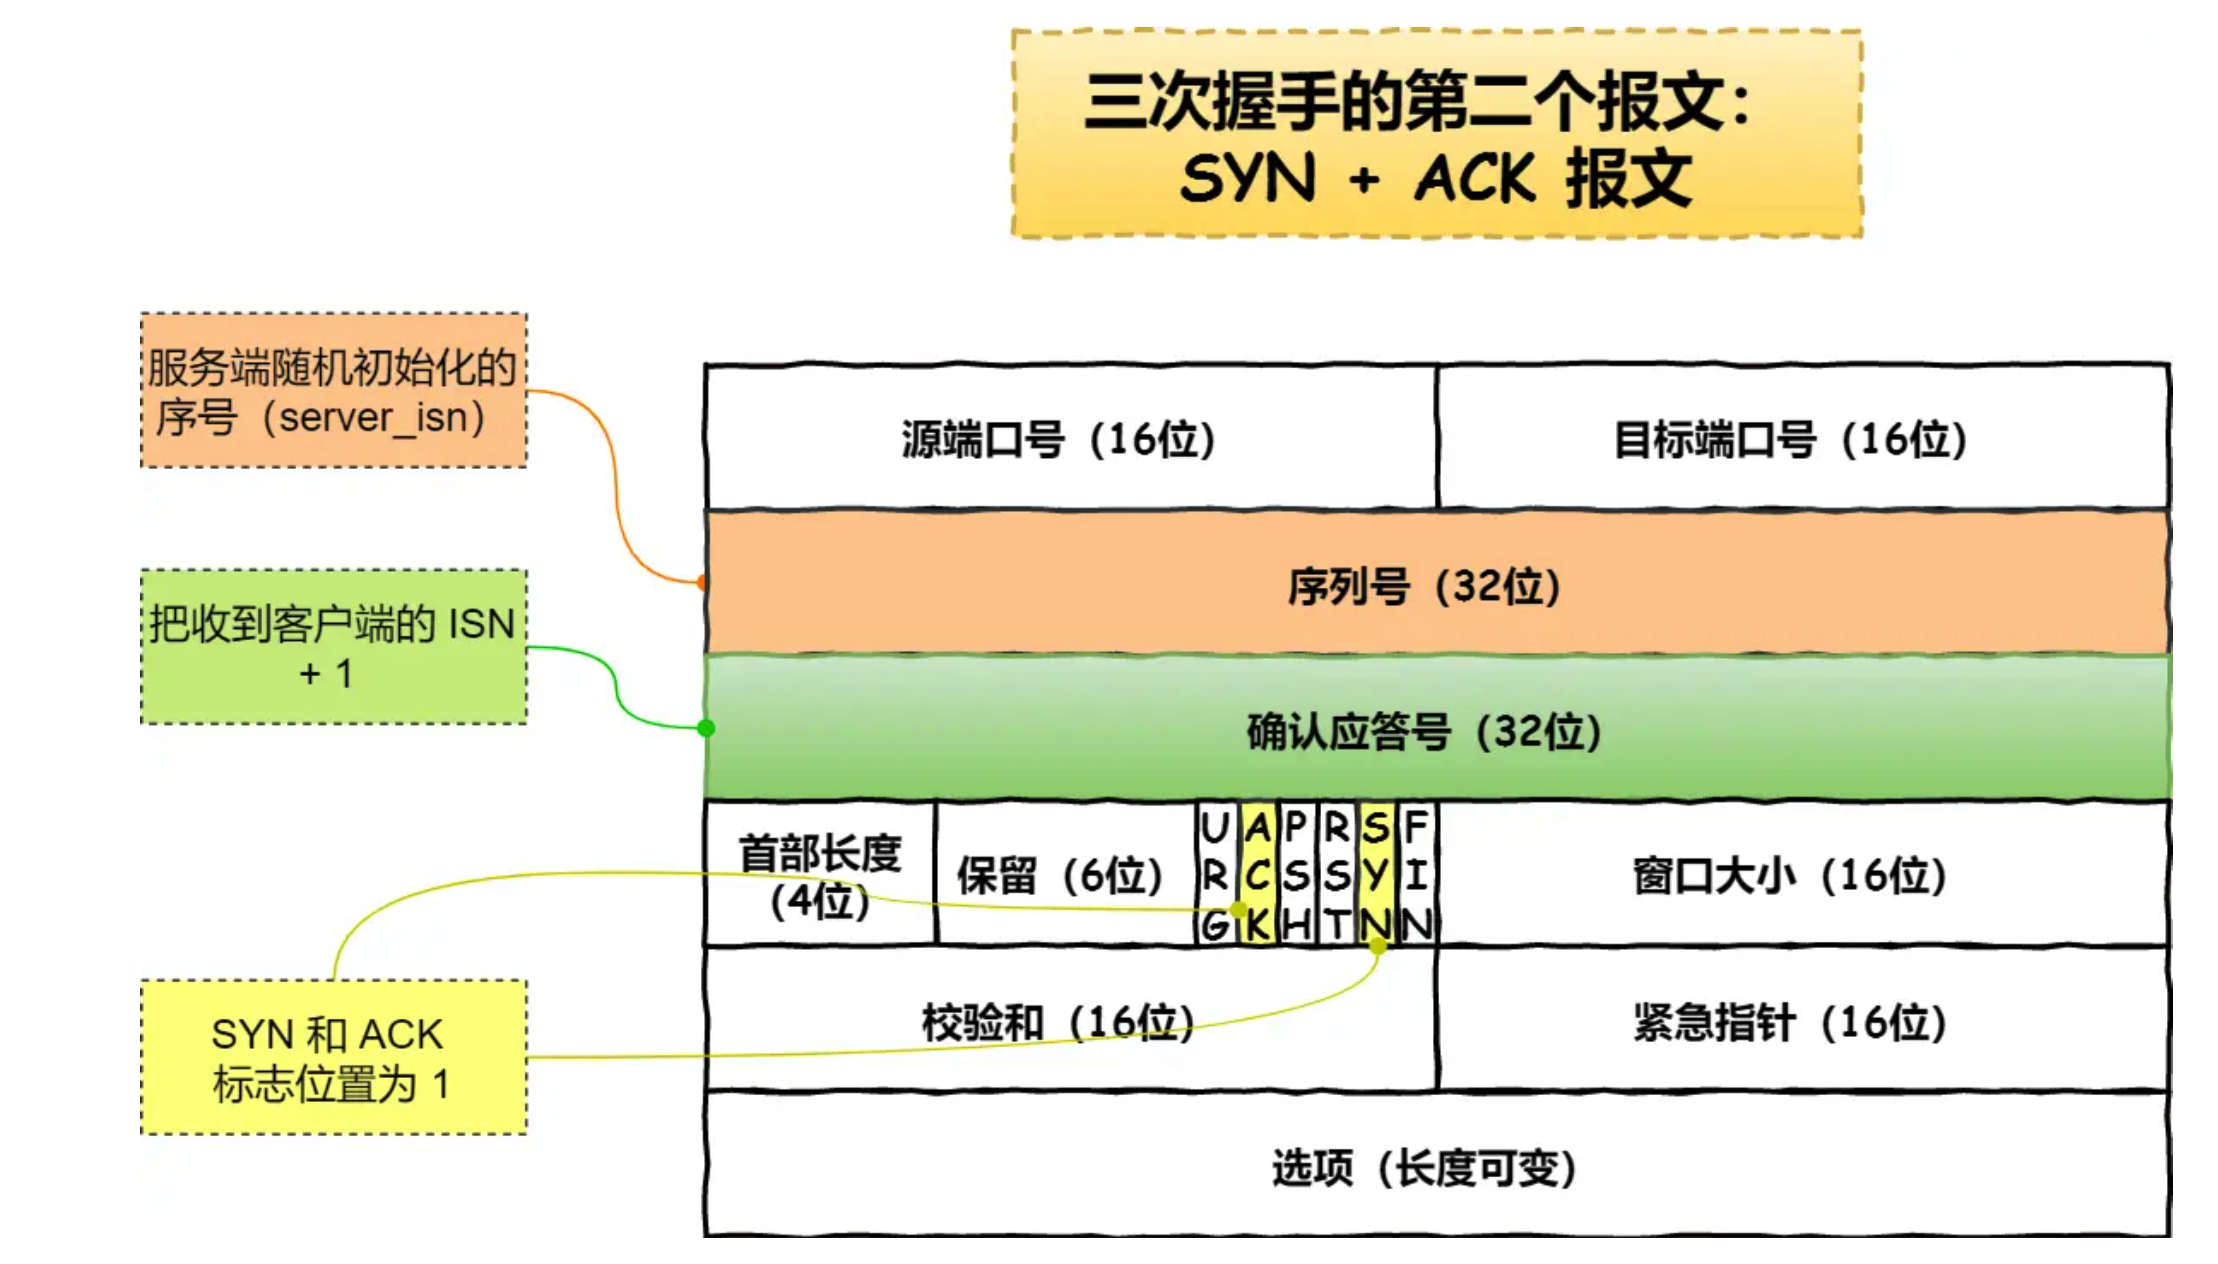 三次握手的第二个报文：
SYN + ACK 报文
服务端随机初始化的
序号（server_isn）
源端口号（16位）
目标端口号（16位）
序列号（32位）
把收到客户端的 ISN
+ 1
确认应答号（32位）
首部长度
（4位）
保留（6位）
URG
ACK
PSH
RST
SYN
FIN
窗口大小（16位）
SYN 和 ACK
标志位置为 1
校验和（16位）
紧急指针（16位）
选项（长度可变）